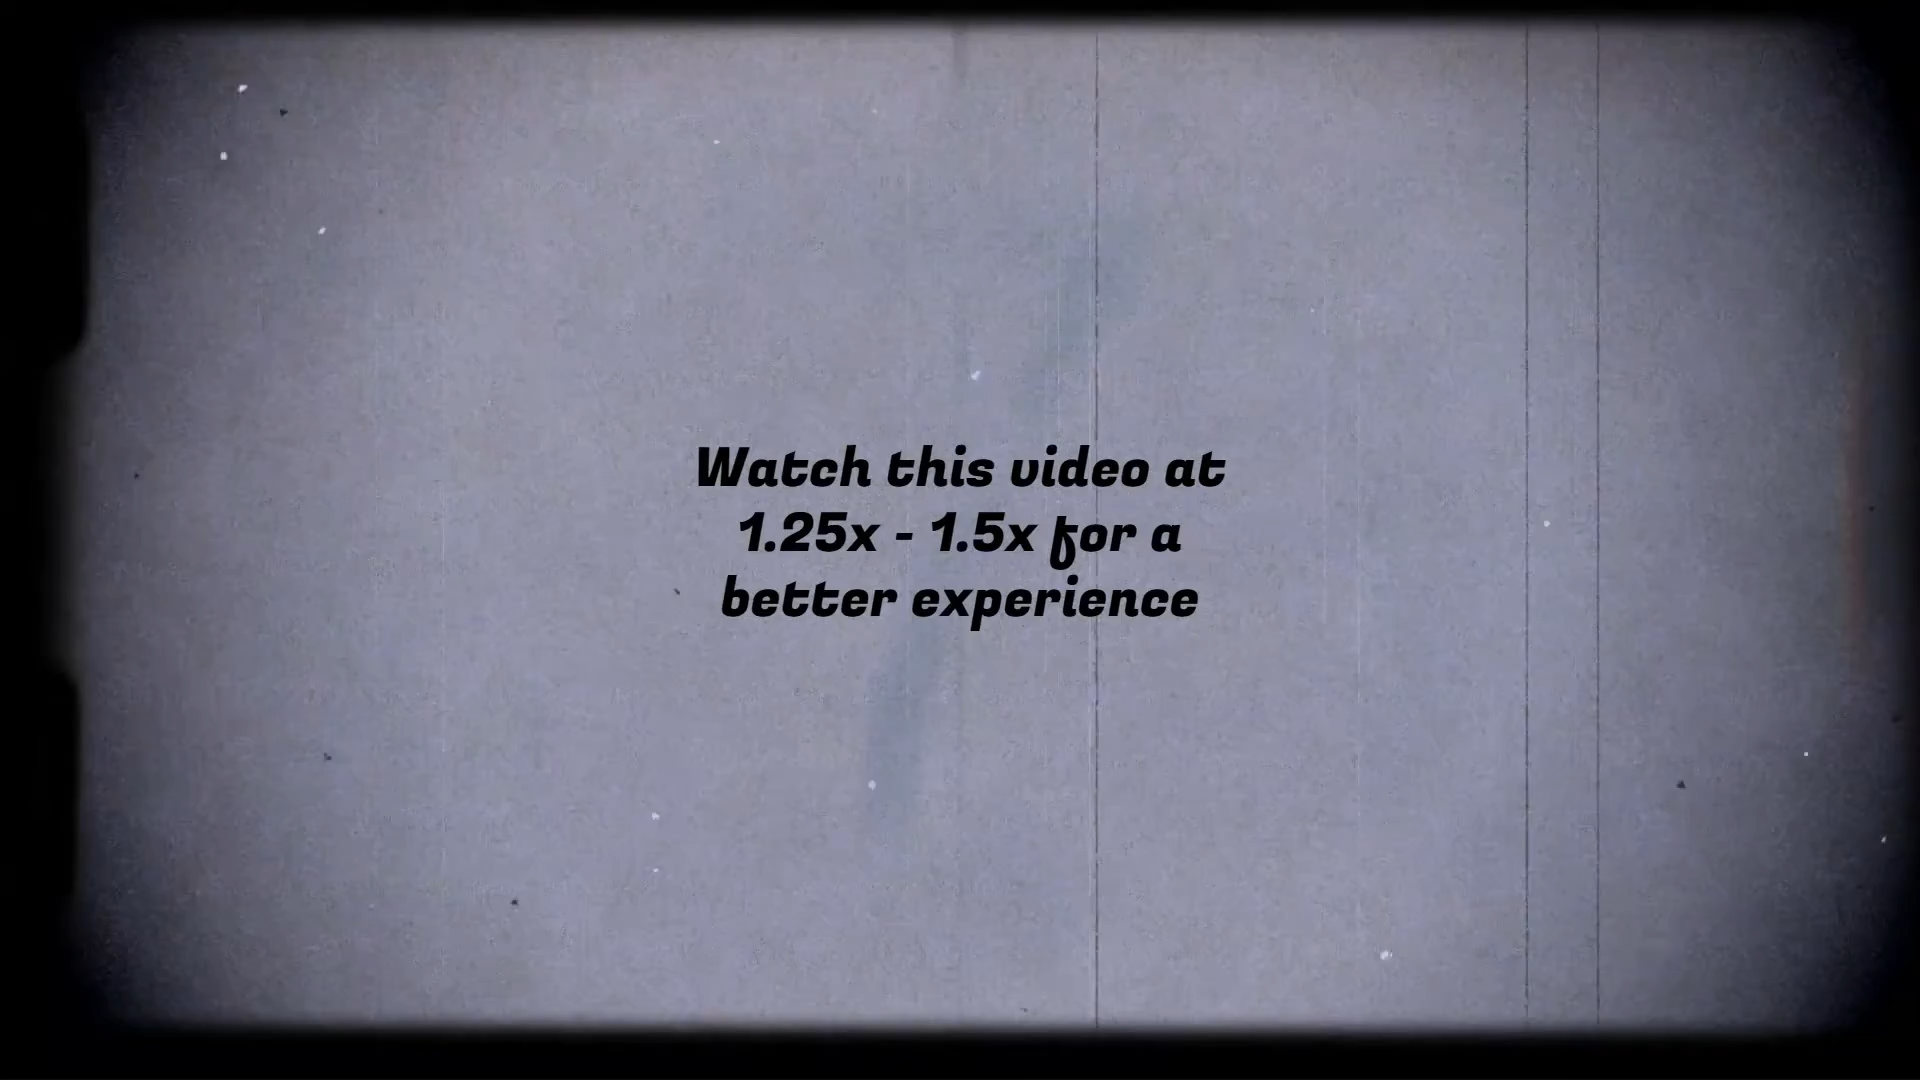 Watch this video at
1.25x - 1.5x for a
better experience